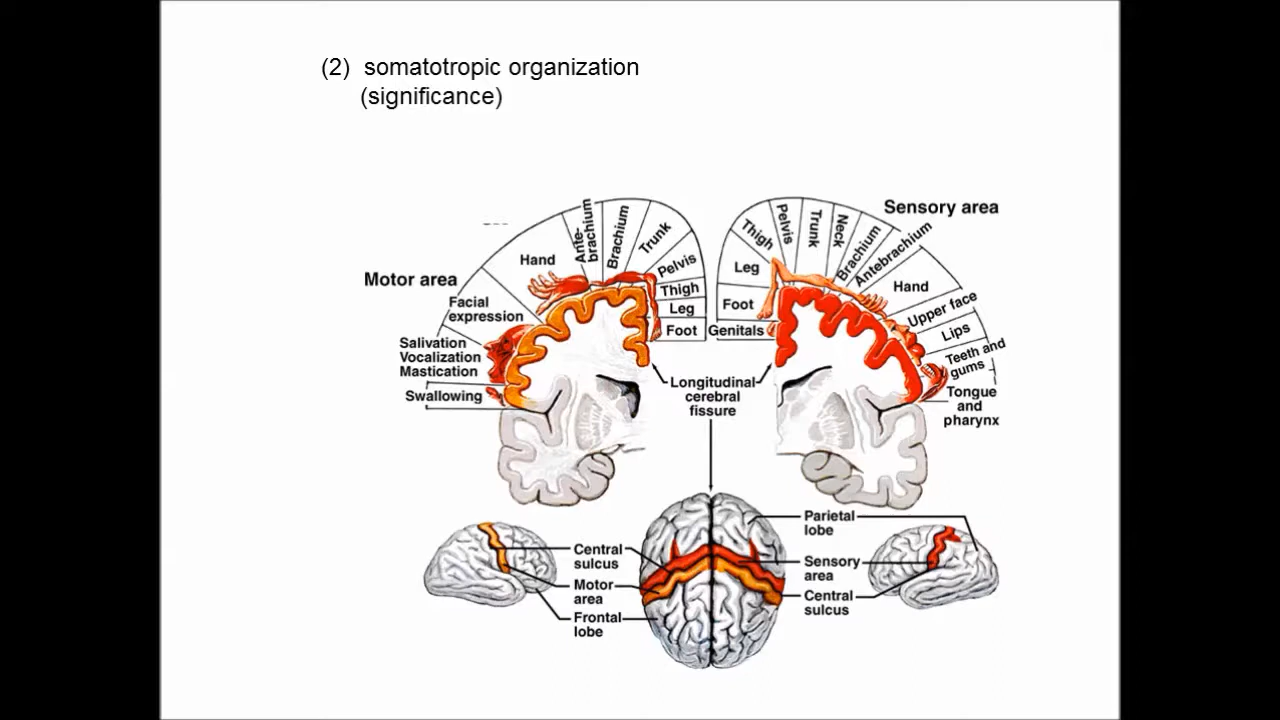 (2) somatotropic organization
(significance)
Motor area
Swallowing
Salivation
Vocalization
Mastication
Facial
expression
Hand
Ante-
brachium
Brachium
Trunk
Pelvis
Thigh
Leg
Foot
Sensory area
Genitals
Foot
Leg
Thigh
Pelvis
Trunk
Neck
Brachium
Antebrachium
Hand
Upper face
Lips
Teeth and
gums
Tongue
and
pharynx
Longitudinal
cerebral
fissure
Central
sulcus
Motor
area
Frontal
lobe
Parietal
lobe
Sensory
area
Central
sulcus